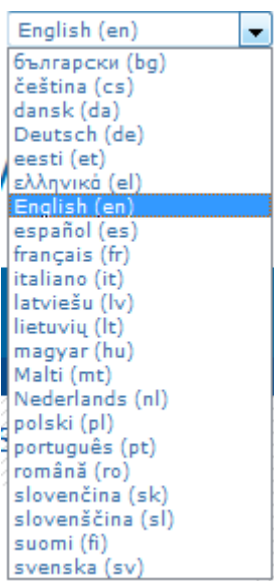 English (en)
български (bg)
čeština (cs)
dansk (da)
Deutsch (de)
eesti (et)
ελληνικά (el)
English (en)
español (es)
français (fr)
italiano (it)
latviešu (lv)
lietuvių (lt)
magyar (hu)
Malti (mt)
Nederlands (nl)
polski (pl)
português (pt)
română (ro)
slovenčina (sk)
slovenščina (sl)
suomi (fi)
svenska (sv)